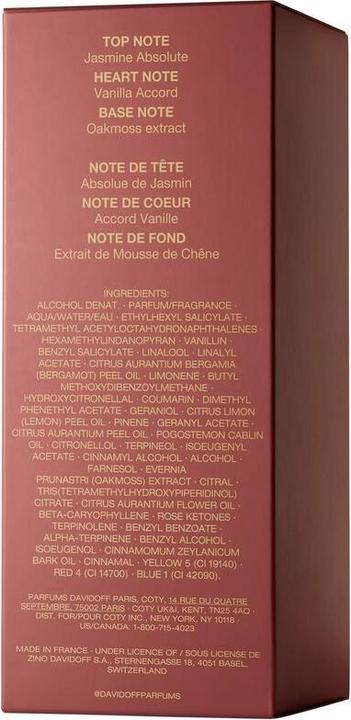 TOP NOTE
Jasmine Absolute
HEART NOTE
Vanilla Accord
BASE NOTE
Oakmoss extract
NOTE DE TÊTE
Absolue de Jasmin
NOTE DE COEUR
Accord Vanille
NOTE DE FOND
Extrait de Mousse de Chêne
INGREDIENTS:
ALCOHOL DENAT. · PARFUM/FRAGRANCE ·
AQUA/WATER/EAU · ETHYLHEXYL SALICYLATE ·
TETRAMETHYL ACETYLOCTAHYDRONAPHTHALENES ·
HEXAMETHYLINDANOPYRAN · VANILLIN ·
BENZYL SALICYLATE · LINALOOL · LINALYL
ACETATE · CITRUS AURANTIUM BERGAMIA
(BERGAMOT) PEEL OIL · LIMONENE · BUTYL
METHOXYDIBENZOYLMETHANE ·
HYDROXYCITRONELLAL · COUMARIN · DIMETHYL
PHENETHYL ACETATE · GERANIOL · CITRUS LIMON
(LEMON) PEEL OIL · PINENE · GERANYL ACETATE ·
CITRUS AURANTIUM PEEL OIL · POGOSTEMON CABLIN
OIL · CITRONELLOL · TERPINEOL · ISOEUGENYL
ACETATE · CINNAMYL ALCOHOL · ALCOHOL ·
FARNESOL · EVERNIA
PRUNASTRI (OAKMOSS) EXTRACT · CITRAL ·
TRIS(TETRAMETHYLHYDROXYPIPERIDINOL)
CITRATE · CITRUS AURANTIUM FLOWER OIL ·
BETA-CARYOPHYLLENE · ROSE KETONES ·
TERPINOLENE · BENZYL BENZOATE ·
ALPHA-TERPINENE · BENZYL ALCOHOL ·
ISOEUGENOL · CINNAMOMUM ZEYLANICUM
BARK OIL · CINNAMAL · YELLOW 5 (CI 19140) ·
RED 4 (CI 14700) · BLUE 1 (CI 42090).
PARFUMS DAVIDOFF PARIS, COTY, 14 RUE DU QUATRE
SEPTEMBRE, 75002 PARIS · COTY UK&I, KENT, TN25 4AQ ·
DIST. FOR/POUR COTY INC., NEW YORK, NY 10118 ·
US/CANADA: 1-800-715-4023
MADE IN FRANCE · UNDER LICENCE OF / SOUS LICENSE DE
ZINO DAVIDOFF S.A., STERNENGASSE 18, 4051 BASEL,
SWITZERLAND
@DAVIDOFFPARFUMS